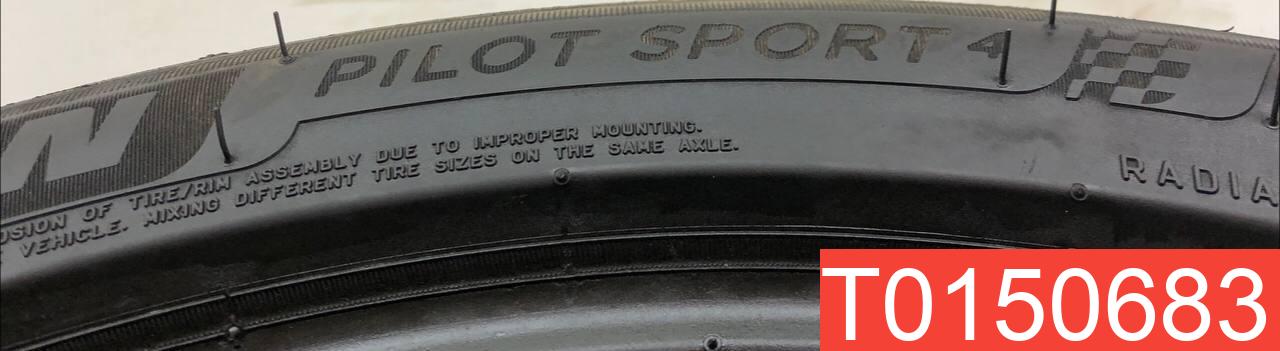 N PILOT SPORT 4
OSION OF TIRE/RIM ASSEMBLY DUE TO IMPROPER MOUNTING.
VEHICLE. MIXING DIFFERENT TIRE SIZES ON THE SAME AXLE.
RADIA
T0150683